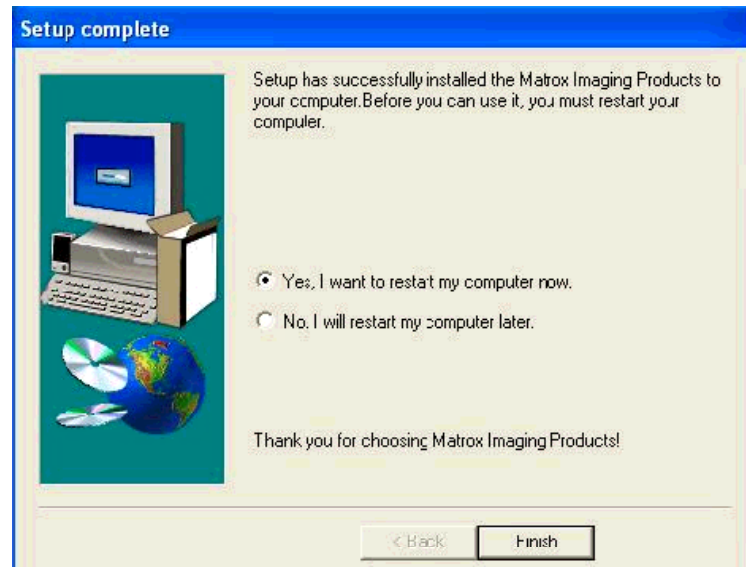 Setup complete
Setup has successfully installed the Matrox Imaging Products to
your computer.Before you can use it, you must restart your
computer.
Yes, I want to restart my computer now.
No, I will restart my computer later.
Thank you for choosing Matrox Imaging Products!
< Back Finish